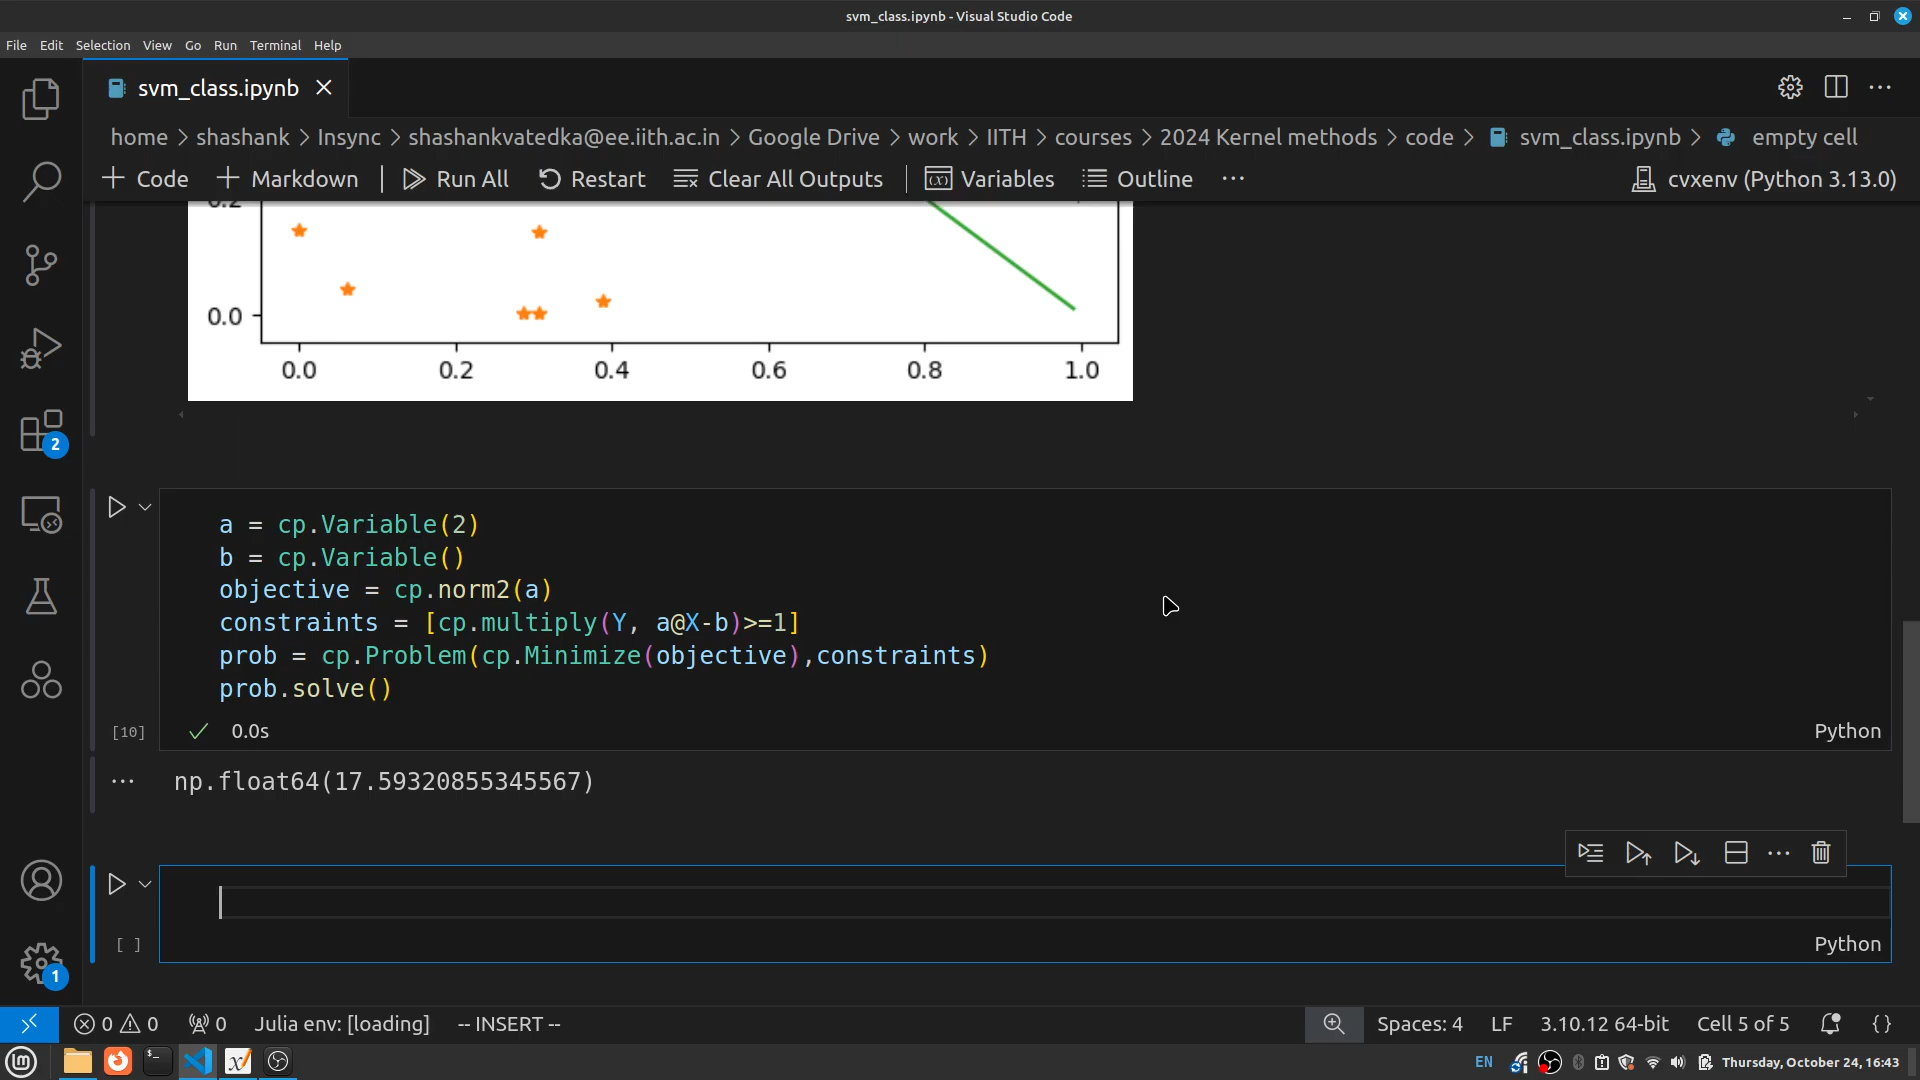 svm_class.ipynb - Visual Studio Code
File Edit Selection View Go Run Terminal Help
svm_class.ipynb
home > shashank > Insync > shashankvatedka@ee.iith.ac.in > Google Drive > work > IITH > courses > 2024 Kernel methods > code > svm_class.ipynb > empty cell
+ Code + Markdown | Run All Restart Clear All Outputs | Variables Outline ... cvxenv (Python 3.13.0)
0.2
0.0
0.0 0.2 0.4 0.6 0.8 1.0
a = cp.Variable(2)
b = cp.Variable()
objective = cp.norm2(a)
constraints = [cp.multiply(Y, a@X-b)>=1]
prob = cp.Problem(cp.Minimize(objective),constraints)
prob.solve()
[10] ✓ 0.0s Python
... np.float64(17.59320855345567)
[ ] Python
2
1
0 0 0 Julia env: [loading] -- INSERT -- Spaces: 4 LF 3.10.12 64-bit Cell 5 of 5 {}
EN Thursday, October 24, 16:43